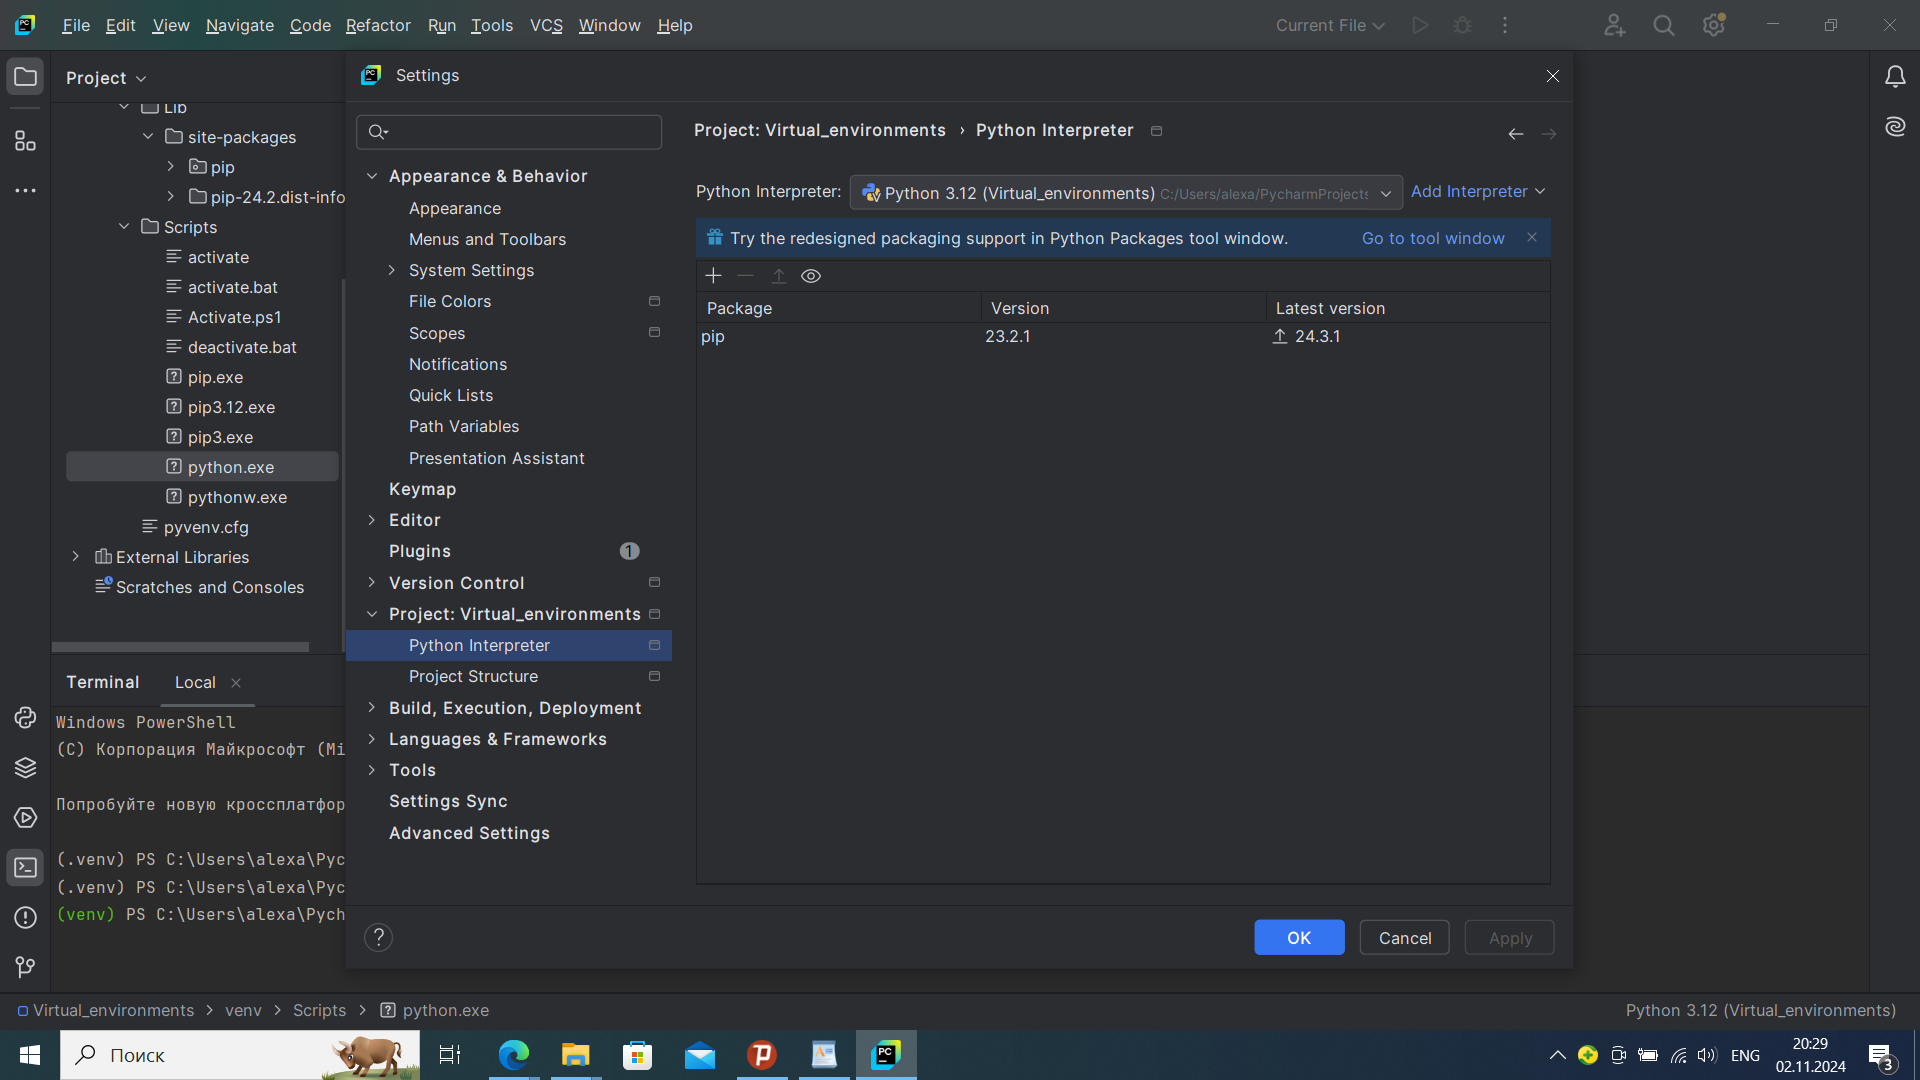 File Edit View Navigate Code Refactor Run Tools VCS Window Help
Current File
Project
Lib
site-packages
pip
pip-24.2.dist-info
Scripts
activate
activate.bat
Activate.ps1
deactivate.bat
pip.exe
pip3.12.exe
pip3.exe
python.exe
pythonw.exe
pyvenv.cfg
External Libraries
Scratches and Consoles
Settings
Appearance & Behavior
Appearance
Menus and Toolbars
System Settings
File Colors
Scopes
Notifications
Quick Lists
Path Variables
Presentation Assistant
Keymap
Editor
Plugins 1
Version Control
Project: Virtual_environments
Python Interpreter
Project Structure
Build, Execution, Deployment
Languages & Frameworks
Tools
Settings Sync
Advanced Settings
Project: Virtual_environments › Python Interpreter
Python Interpreter: Python 3.12 (Virtual_environments) C:/Users/alexa/PycharmProjects Add Interpreter
Try the redesigned packaging support in Python Packages tool window. Go to tool window
Package Version Latest version
pip 23.2.1 24.3.1
? OK Cancel Apply
Terminal Local
Windows PowerShell
(C) Корпорация Майкрософт (Mi
Попробуйте новую кроссплатфор
(.venv) PS C:\Users\alexa\Pyc
(.venv) PS C:\Users\alexa\Pyc
(venv) PS C:\Users\alexa\Pych
Virtual_environments > venv > Scripts > python.exe
Python 3.12 (Virtual_environments)
Поиск
ENG
20:29
02.11.2024
3